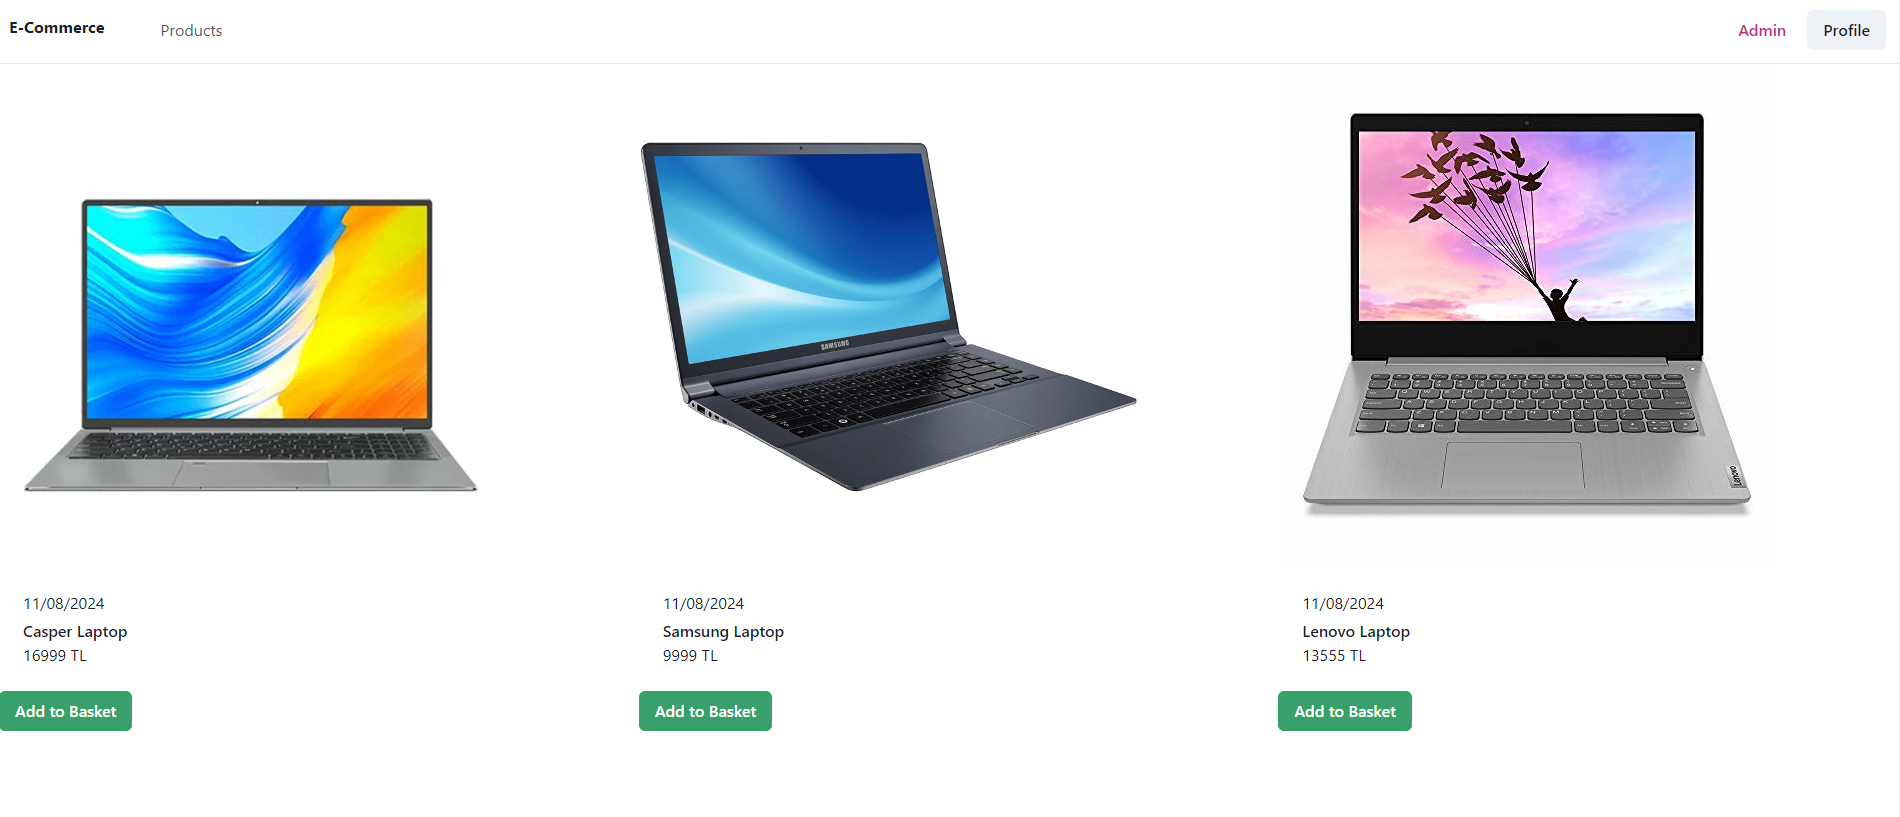 E-Commerce
Products
Admin
Profile
SAMSUNG
Lenovo
11/08/2024
Casper Laptop
16999 TL
Add to Basket
11/08/2024
Samsung Laptop
9999 TL
Add to Basket
11/08/2024
Lenovo Laptop
13555 TL
Add to Basket